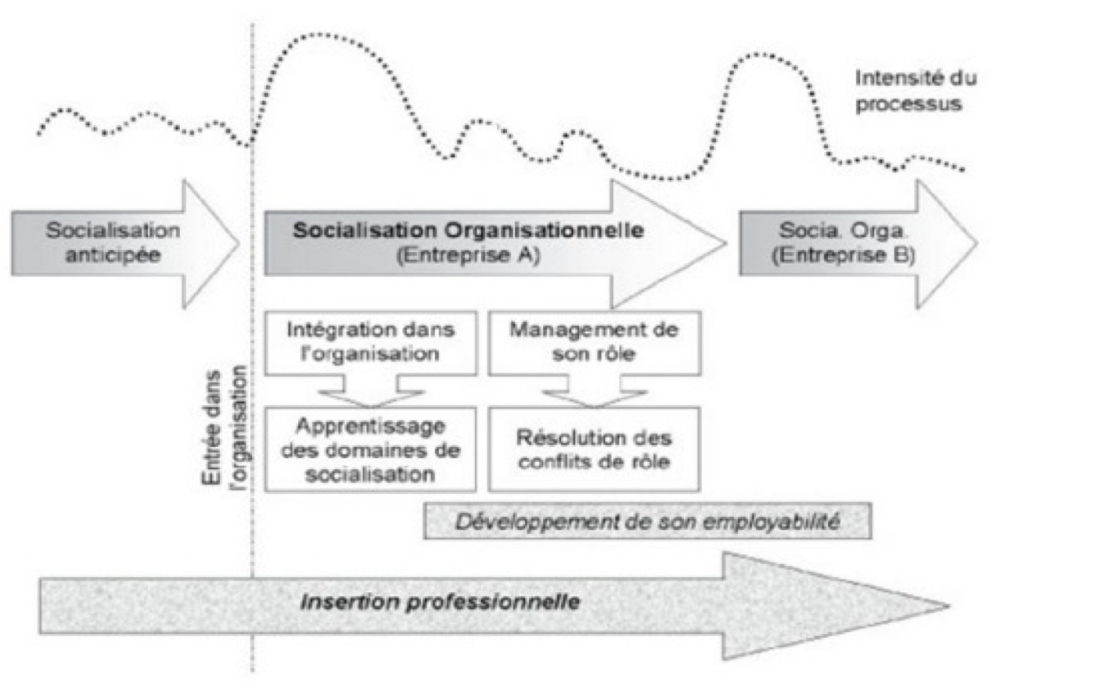 Intensité du
processus
Socialisation
anticipée
Socialisation Organisationnelle
(Entreprise A)
Socia. Orga.
(Entreprise B)
Entrée dans
l'organisation
Intégration dans
l'organisation
Management de
son rôle
Apprentissage
des domaines de
socialisation
Résolution des
conflits de rôle
Développement de son employabilité
Insertion professionnelle